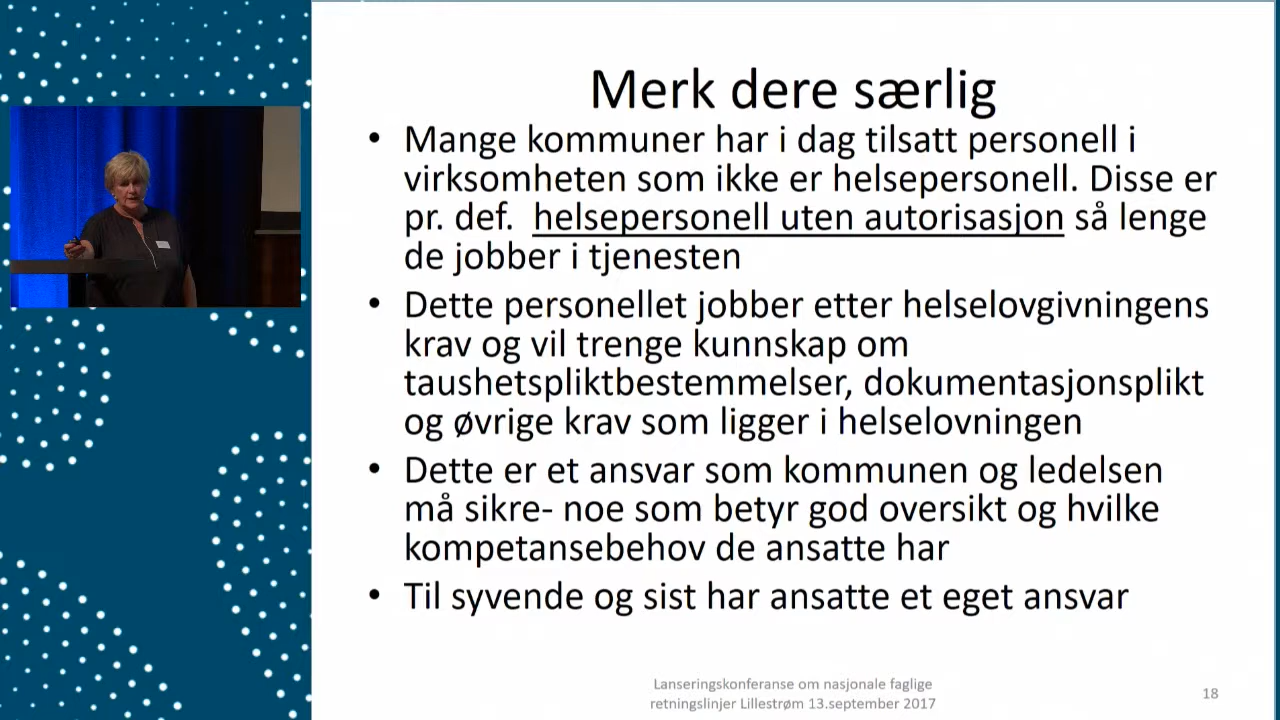 Merk dere særlig
• Mange kommuner har i dag tilsatt personell i
virksomheten som ikke er helsepersonell. Disse er
pr. def. helsepersonell uten autorisasjon så lenge
de jobber i tjenesten
• Dette personellet jobber etter helselovgivningens
krav og vil trenge kunnskap om
taushetspliktbestemmelser, dokumentasjonsplikt
og øvrige krav som ligger i helselovningen
• Dette er et ansvar som kommunen og ledelsen
må sikre- noe som betyr god oversikt og hvilke
kompetansebehov de ansatte har
• Til syvende og sist har ansatte et eget ansvar
Lanseringskonferanse om nasjonale faglige
retningslinjer Lillestrøm 13.september 2017
18